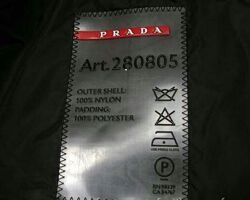 PRADA
Art.280805
OUTER SHELL:
100% NYLON
PADDING:
100% POLYESTER
P